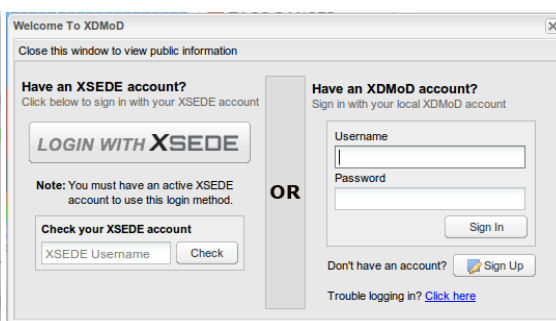 Welcome To XDMoD
Close this window to view public information
Have an XSEDE account?
Click below to sign in with your XSEDE account
LOGIN WITH XSEDE
Note: You must have an active XSEDE
account to use this login method.
Check your XSEDE account
XSEDE Username
Check
OR
Have an XDMoD account?
Sign in with your local XDMoD account
Username
Password
Sign In
Don't have an account?
Sign Up
Trouble logging in? Click here